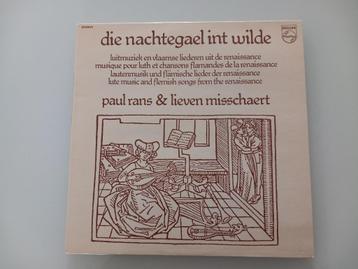 STEREO
PHILIPS
die nachtegael int wilde
luitmuziek en vlaamse liederen uit de renaissance
musique pour luth et chansons flamandes de la renaissance
lautenmusik und flämische lieder der renaissance
lute music and flemish songs from the renaissance
paul rans & lieven misschaert